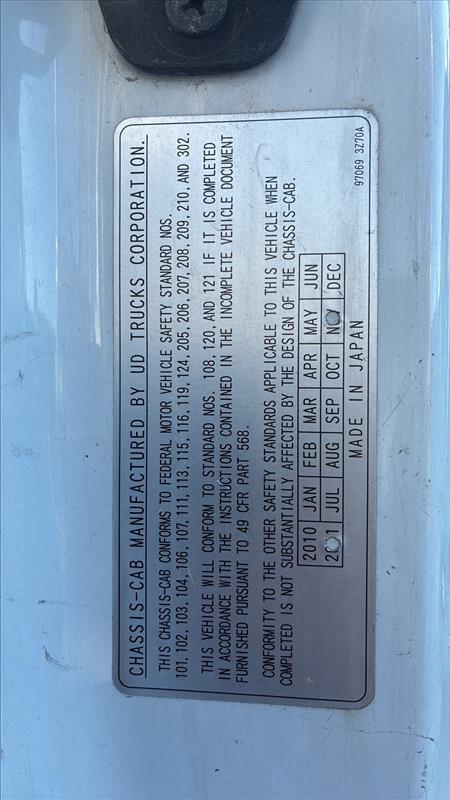 CHASSIS-CAB MANUFACTURED BY UD TRUCKS CORPORATION.
THIS CHASSIS-CAB CONFORMS TO FEDERAL MOTOR VEHICLE SAFETY STANDARD NOS.
101, 102, 103, 104, 106, 107, 111, 113, 115, 116, 119, 124, 205, 206, 207, 208, 209, 210, AND 302.
THIS VEHICLE WILL CONFORM TO STANDARD NOS. 108, 120, AND 121 IF IT IS COMPLETED
IN ACCORDANCE WITH THE INSTRUCTIONS CONTAINED IN THE INCOMPLETE VEHICLE DOCUMENT
FURNISHED PURSUANT TO 49 CFR PART 568.
CONFORMITY TO THE OTHER SAFETY STANDARDS APPLICABLE TO THIS VEHICLE WHEN
COMPLETED IS NOT SUBSTANTIALLY AFFECTED BY THE DESIGN OF THE CHASSIS-CAB.
2010 JAN FEB MAR APR MAY JUN
JUL AUG SEP OCT DEC
MADE IN JAPAN
97069 3Z70A